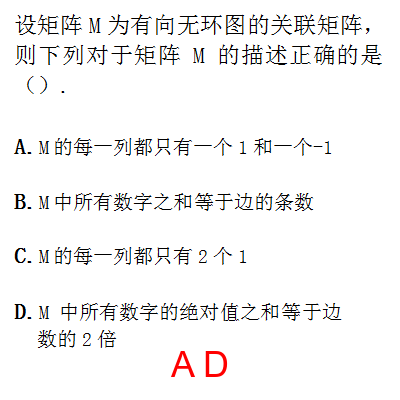 设矩阵 M 为有向无环图的关联矩阵，
则下列对于矩阵 M 的描述正确的是
（）.
A. M 的每一列都只有一个 1 和一个-1
B. M 中所有数字之和等于边的条数
C. M 的每一列都只有 2 个 1
D. M 中所有数字的绝对值之和等于边
数的 2 倍
A D